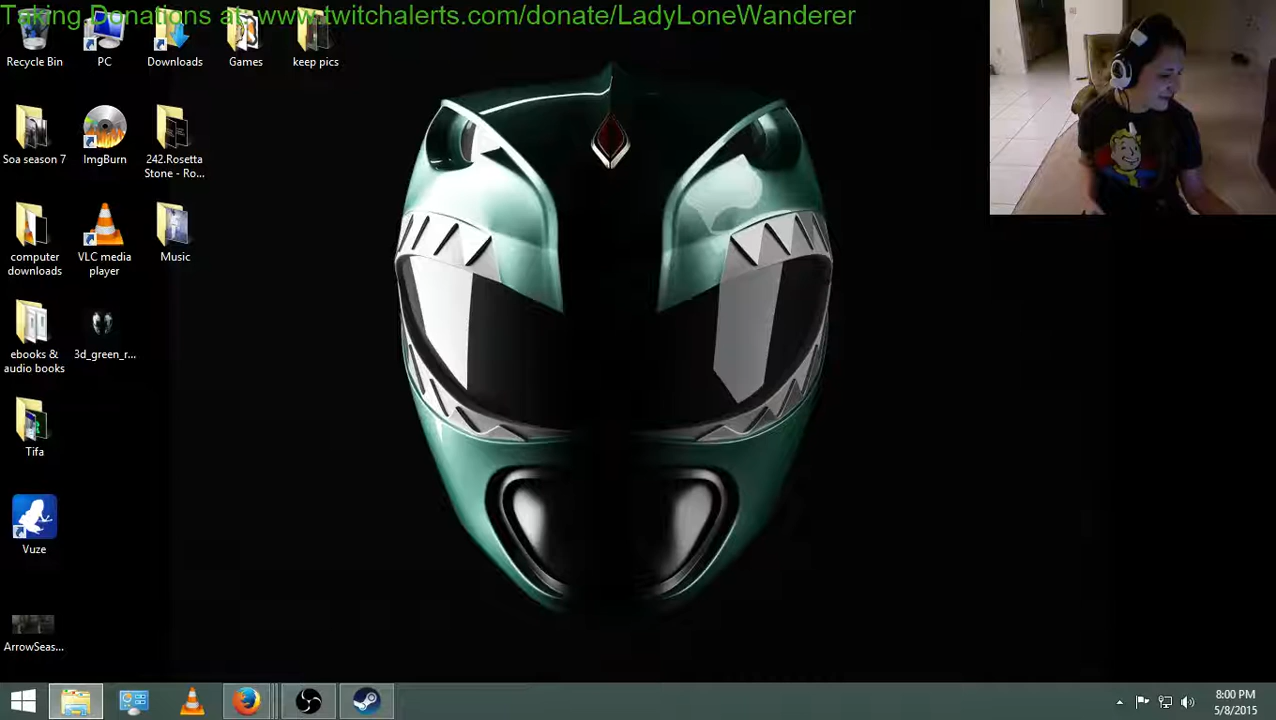 Taking Donations at: www.twitchalerts.com/donate/LadyLoneWanderer
Recycle Bin
PC
Downloads
Games
keep pics
Soa season 7
ImgBurn
242.Rosetta
Stone - Ro...
computer
downloads
VLC media
player
Music
ebooks &
audio books
3d_green_r...
Tifa
Vuze
ArrowSeas...
8:00 PM
5/8/2015